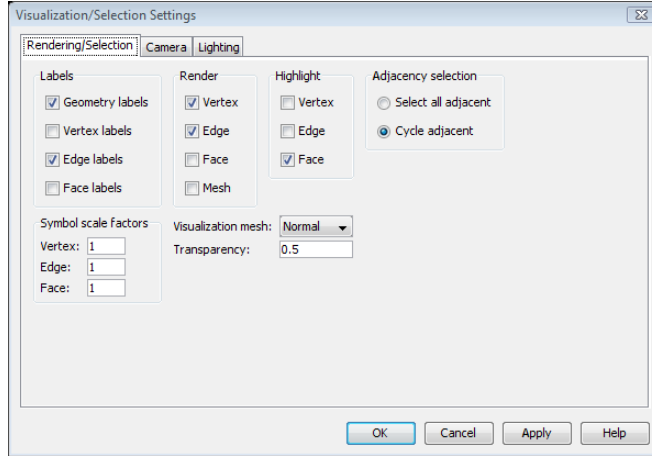 Visualization/Selection Settings
Rendering/Selection Camera Lighting
Labels
Geometry labels
Vertex labels
Edge labels
Face labels
Render
Vertex
Edge
Face
Mesh
Highlight
Vertex
Edge
Face
Adjacency selection
Select all adjacent
Cycle adjacent
Symbol scale factors
Vertex: 1
Edge: 1
Face: 1
Visualization mesh: Normal
Transparency: 0.5
OK Cancel Apply Help